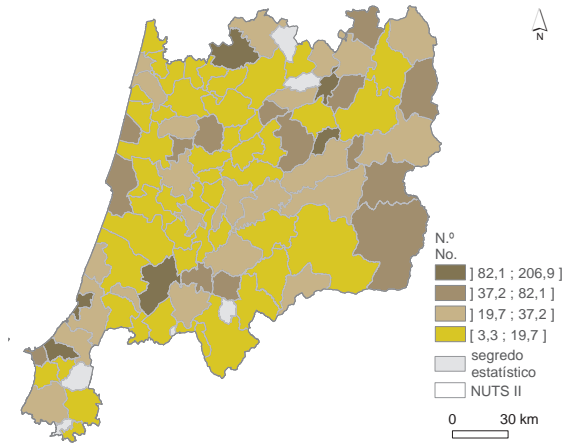 N
N.º
No.
] 82,1 ; 206,9 ]
] 37,2 ; 82,1 ]
] 19,7 ; 37,2 ]
[ 3,3 ; 19,7 ]
segredo
estatístico
NUTS II
0 30 km